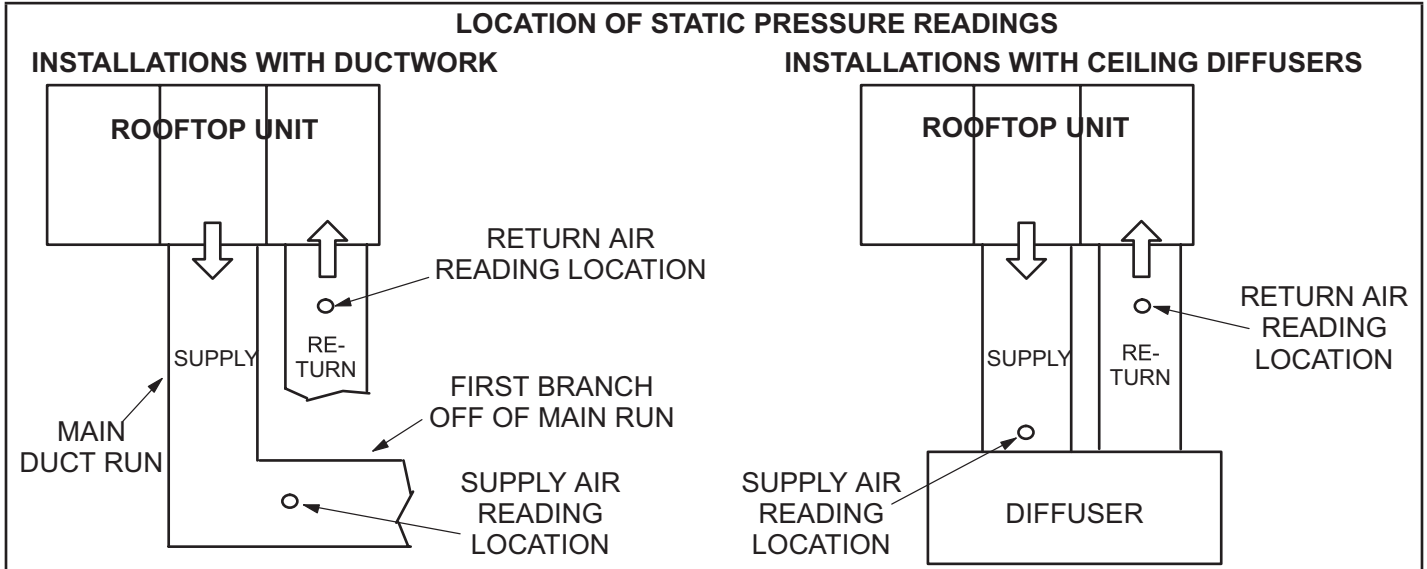 LOCATION OF STATIC PRESSURE READINGS
INSTALLATIONS WITH DUCTWORK
ROOFTOP UNIT
RETURN AIR
READING LOCATION
SUPPLY
RE-
TURN
MAIN
DUCT RUN
FIRST BRANCH
OFF OF MAIN RUN
SUPPLY AIR
READING
LOCATION
INSTALLATIONS WITH CEILING DIFFUSERS
ROOFTOP UNIT
RETURN AIR
READING
LOCATION
SUPPLY
RE-
TURN
SUPPLY AIR
READING
LOCATION
DIFFUSER